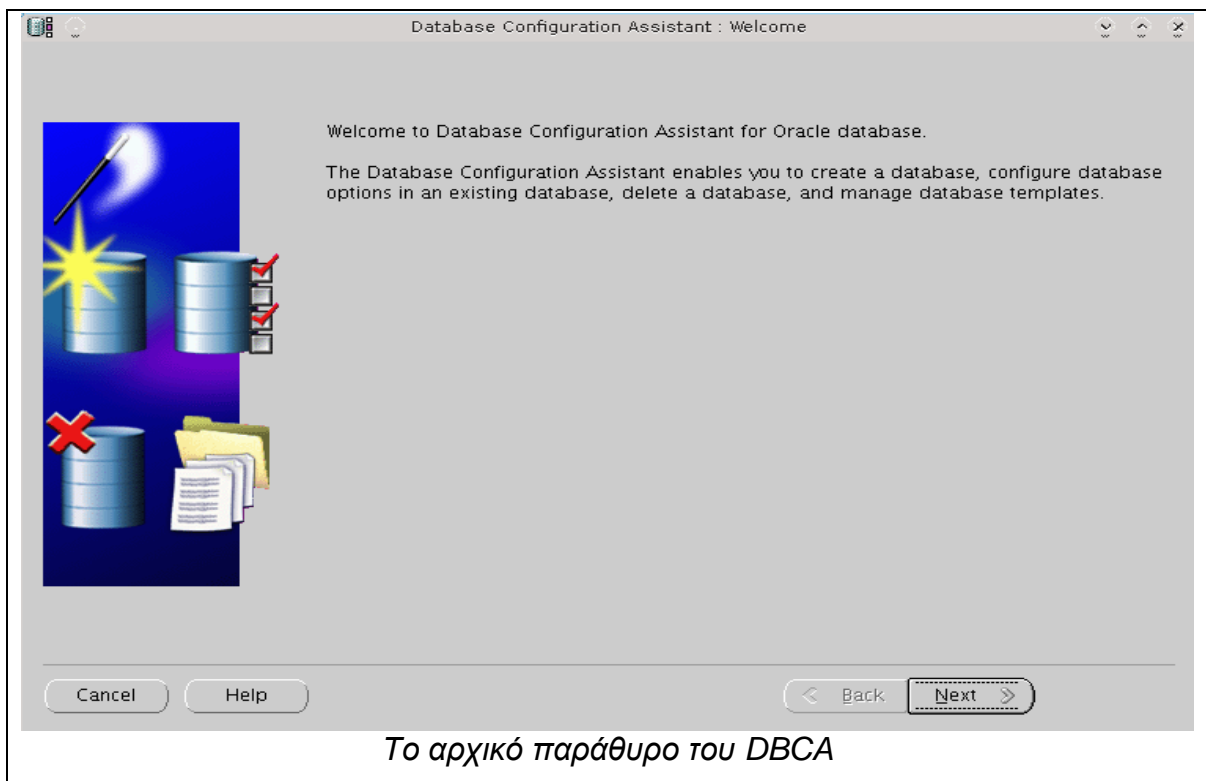 Database Configuration Assistant : Welcome
Welcome to Database Configuration Assistant for Oracle database.
The Database Configuration Assistant enables you to create a database, configure database
options in an existing database, delete a database, and manage database templates.
Cancel
Help
Back
Next
Το αρχικό παράθυρο του DBCA